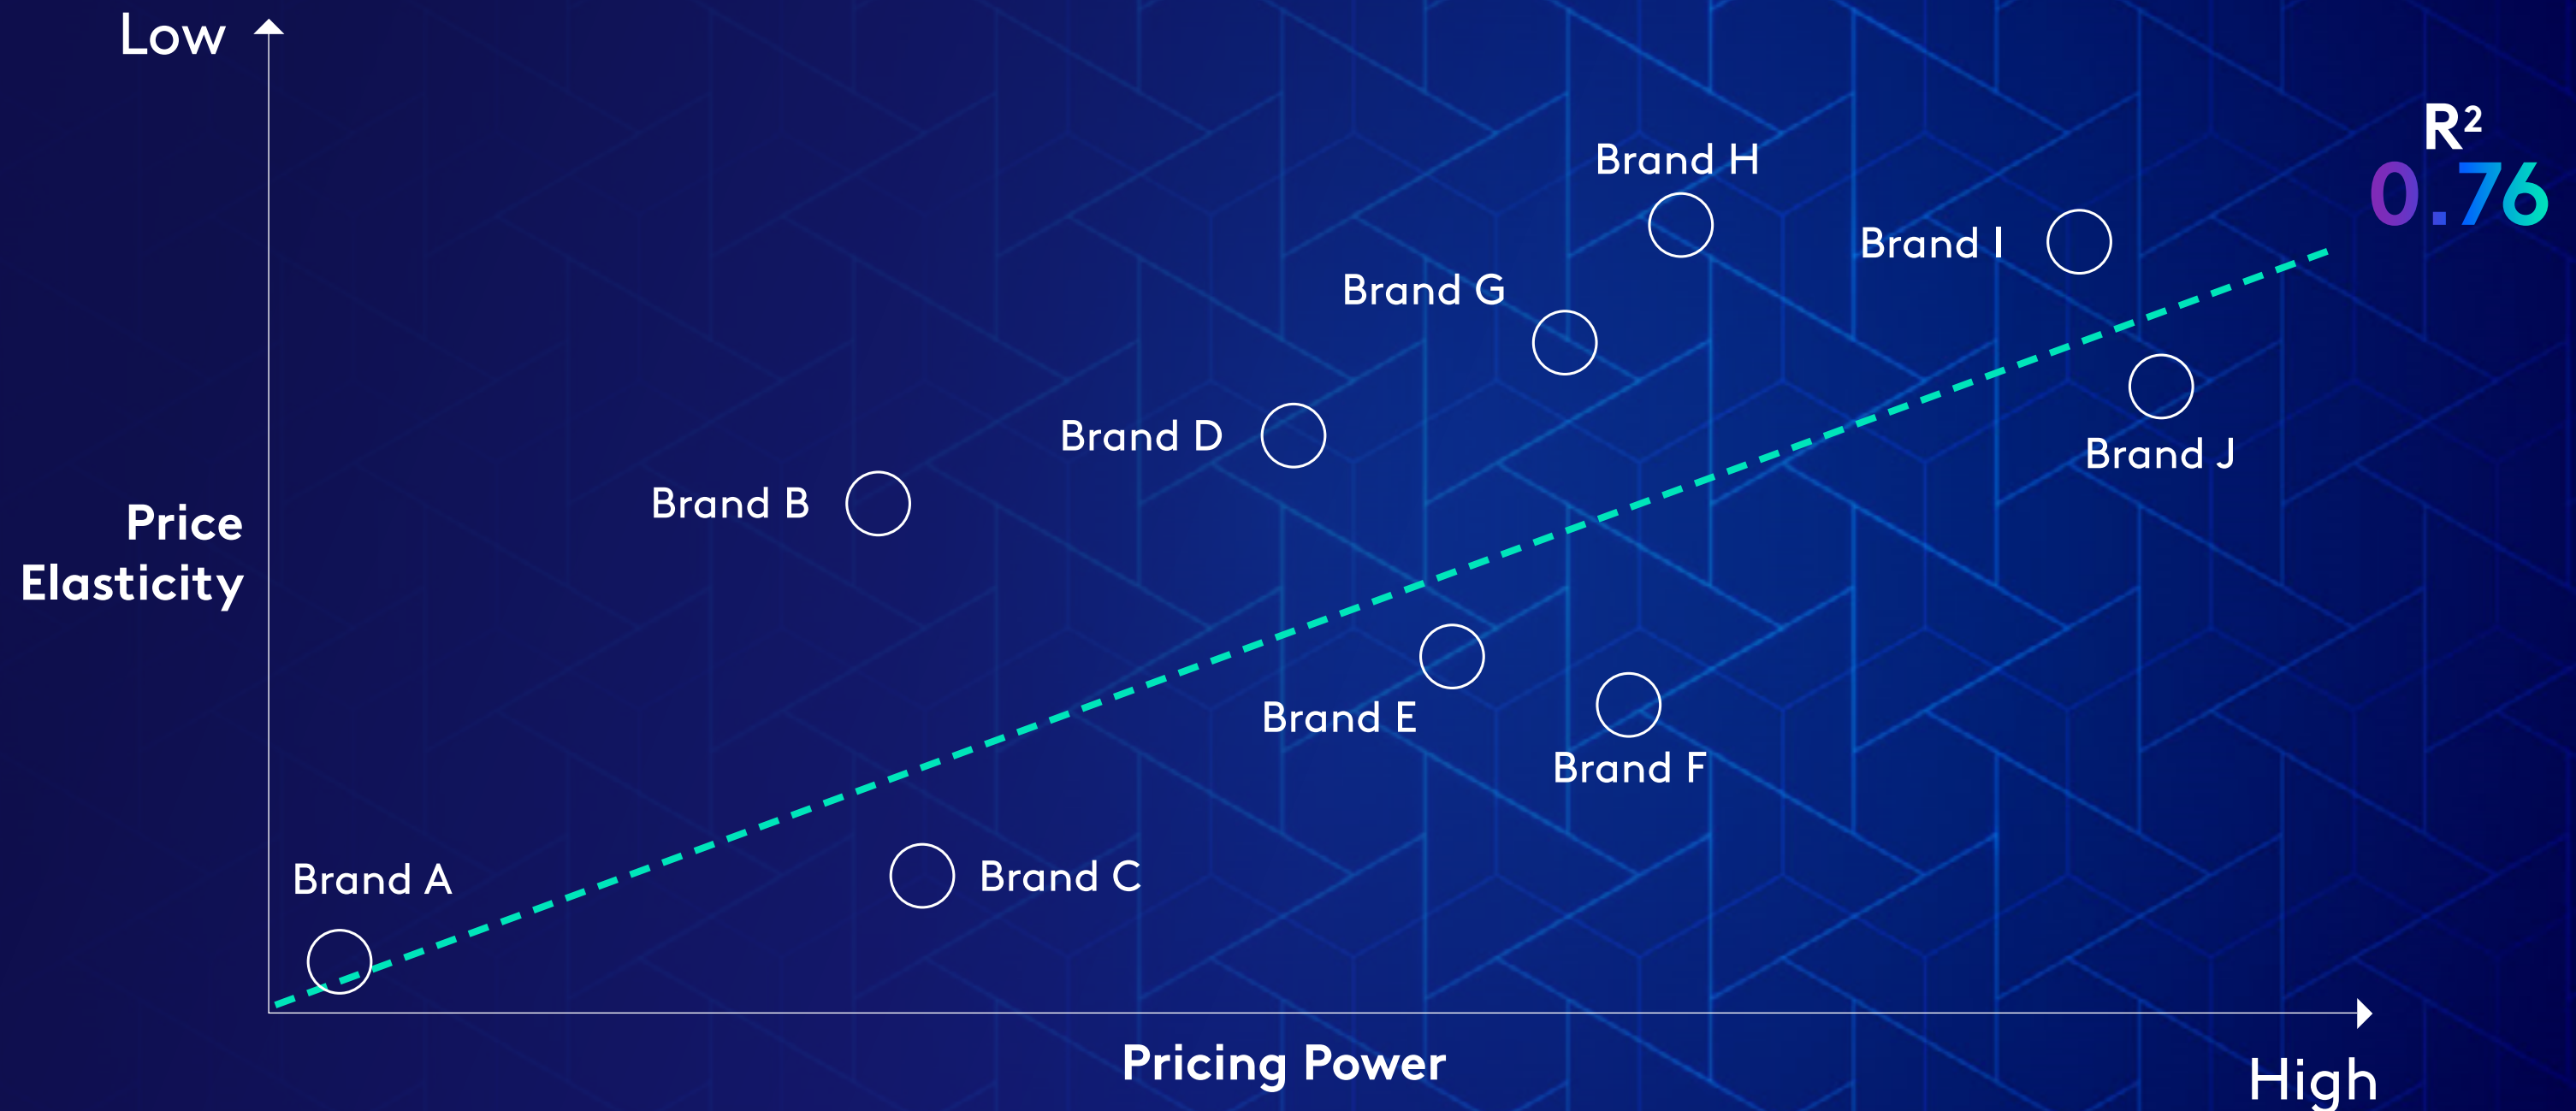 Low
R²
0.76
Brand H
Brand I
Brand G
Brand D
Brand J
Brand B
Price
Elasticity
Brand E
Brand F
Brand A
Brand C
Pricing Power
High